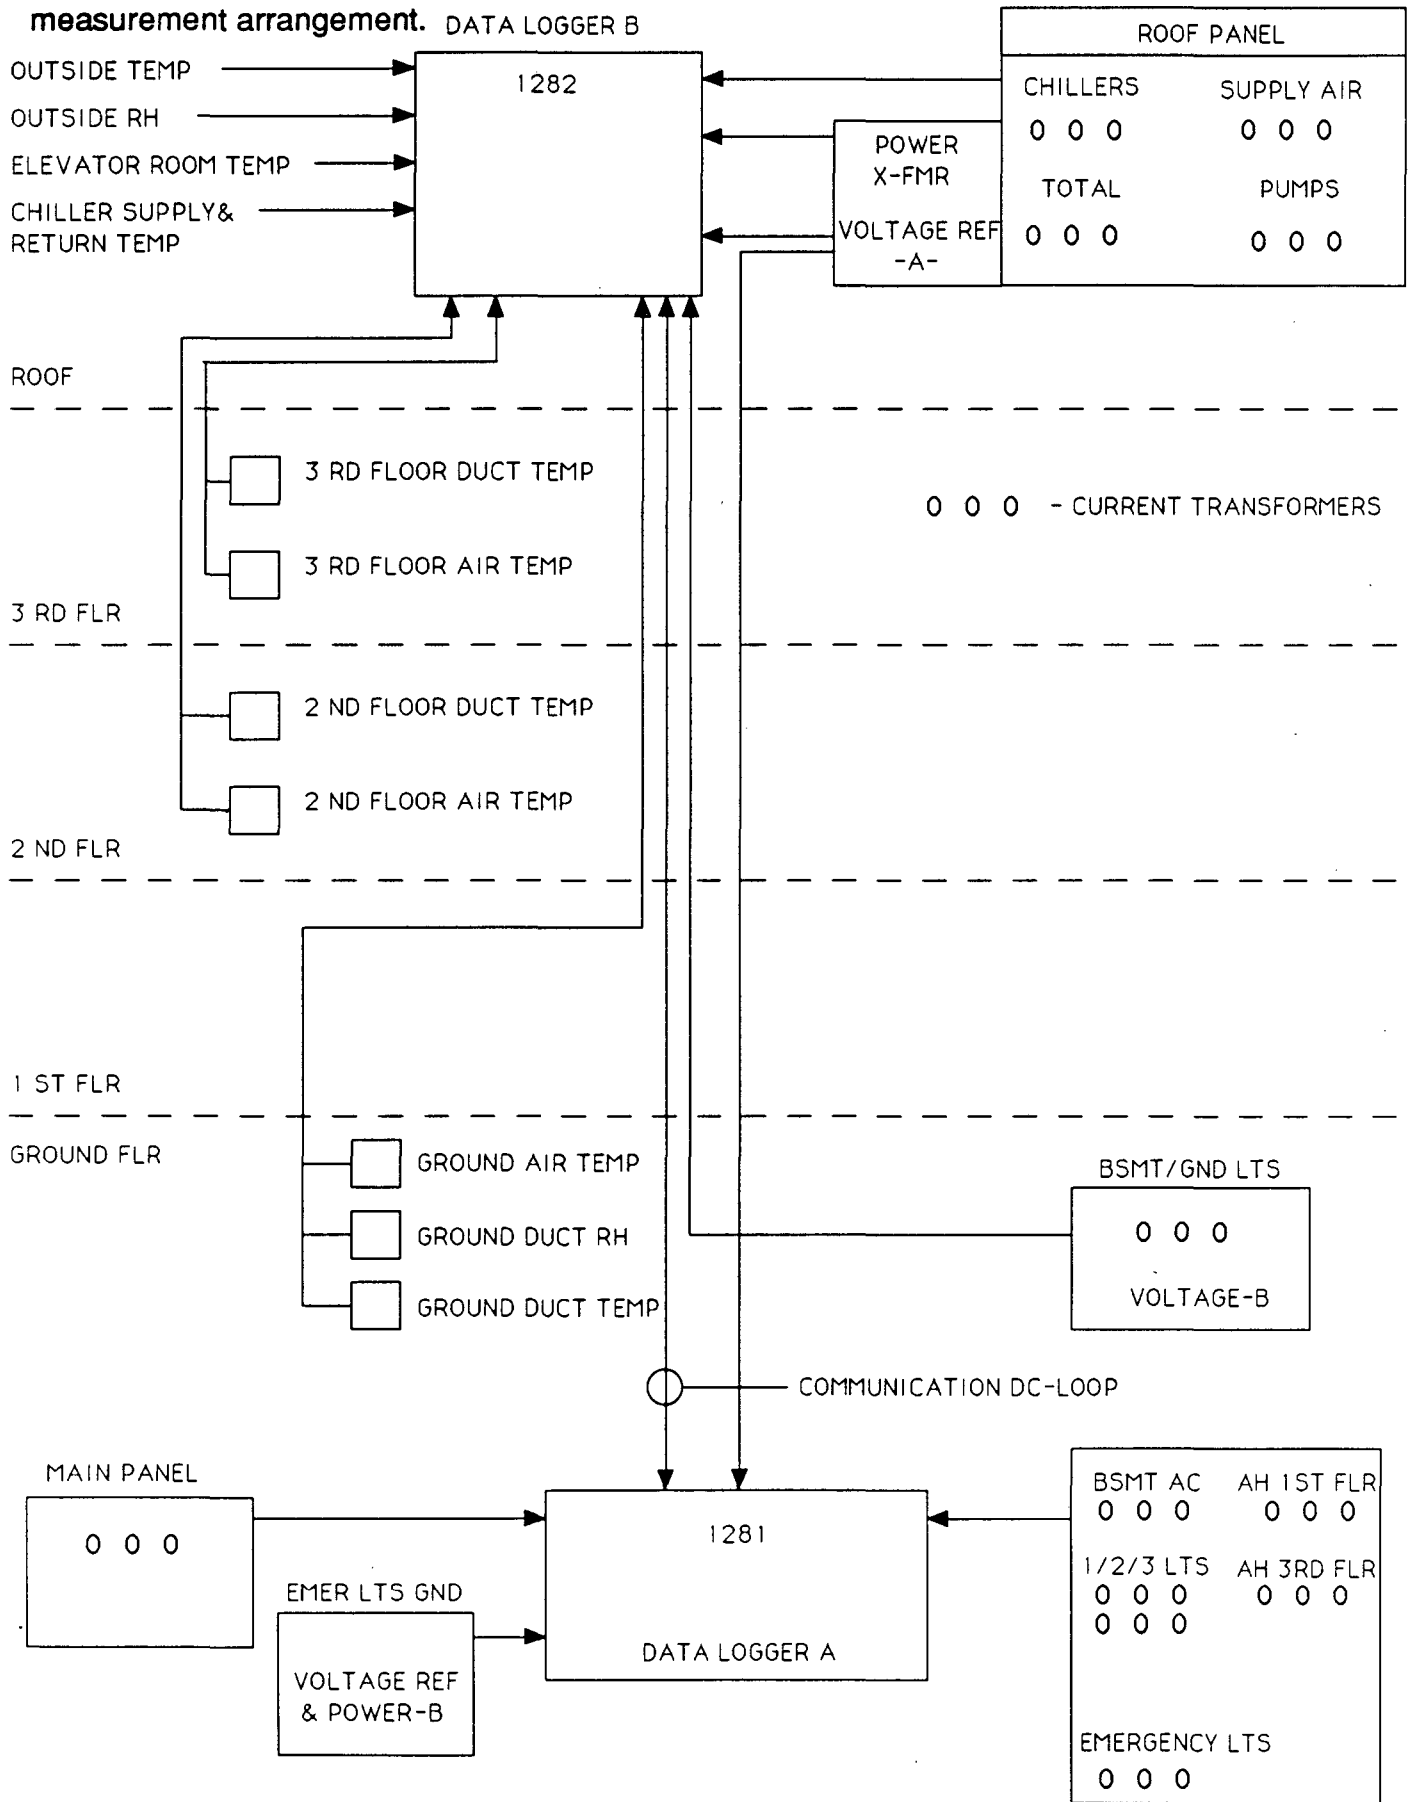 measurement arrangement.
DATA LOGGER B
1282
OUTSIDE TEMP
OUTSIDE RH
ELEVATOR ROOM TEMP
CHILLER SUPPLY&
RETURN TEMP
POWER
X-FMR
VOLTAGE REF
-A-
ROOF PANEL
CHILLERS
SUPPLY AIR
0 0 0
0 0 0
TOTAL
PUMPS
0 0 0
0 0 0
ROOF
3 RD FLOOR DUCT TEMP
0 0 0 - CURRENT TRANSFORMERS
3 RD FLOOR AIR TEMP
3 RD FLR
2 ND FLOOR DUCT TEMP
2 ND FLOOR AIR TEMP
2 ND FLR
1 ST FLR
GROUND FLR
GROUND AIR TEMP
GROUND DUCT RH
GROUND DUCT TEMP
BSMT/GND LTS
0 0 0
VOLTAGE-B
COMMUNICATION DC-LOOP
MAIN PANEL
0 0 0
EMER LTS GND
VOLTAGE REF
& POWER-B
1281
DATA LOGGER A
BSMT AC
AH 1ST FLR
0 0 0
0 0 0
1/2/3 LTS
AH 3RD FLR
0 0 0
0 0 0
0 0 0
EMERGENCY LTS
0 0 0